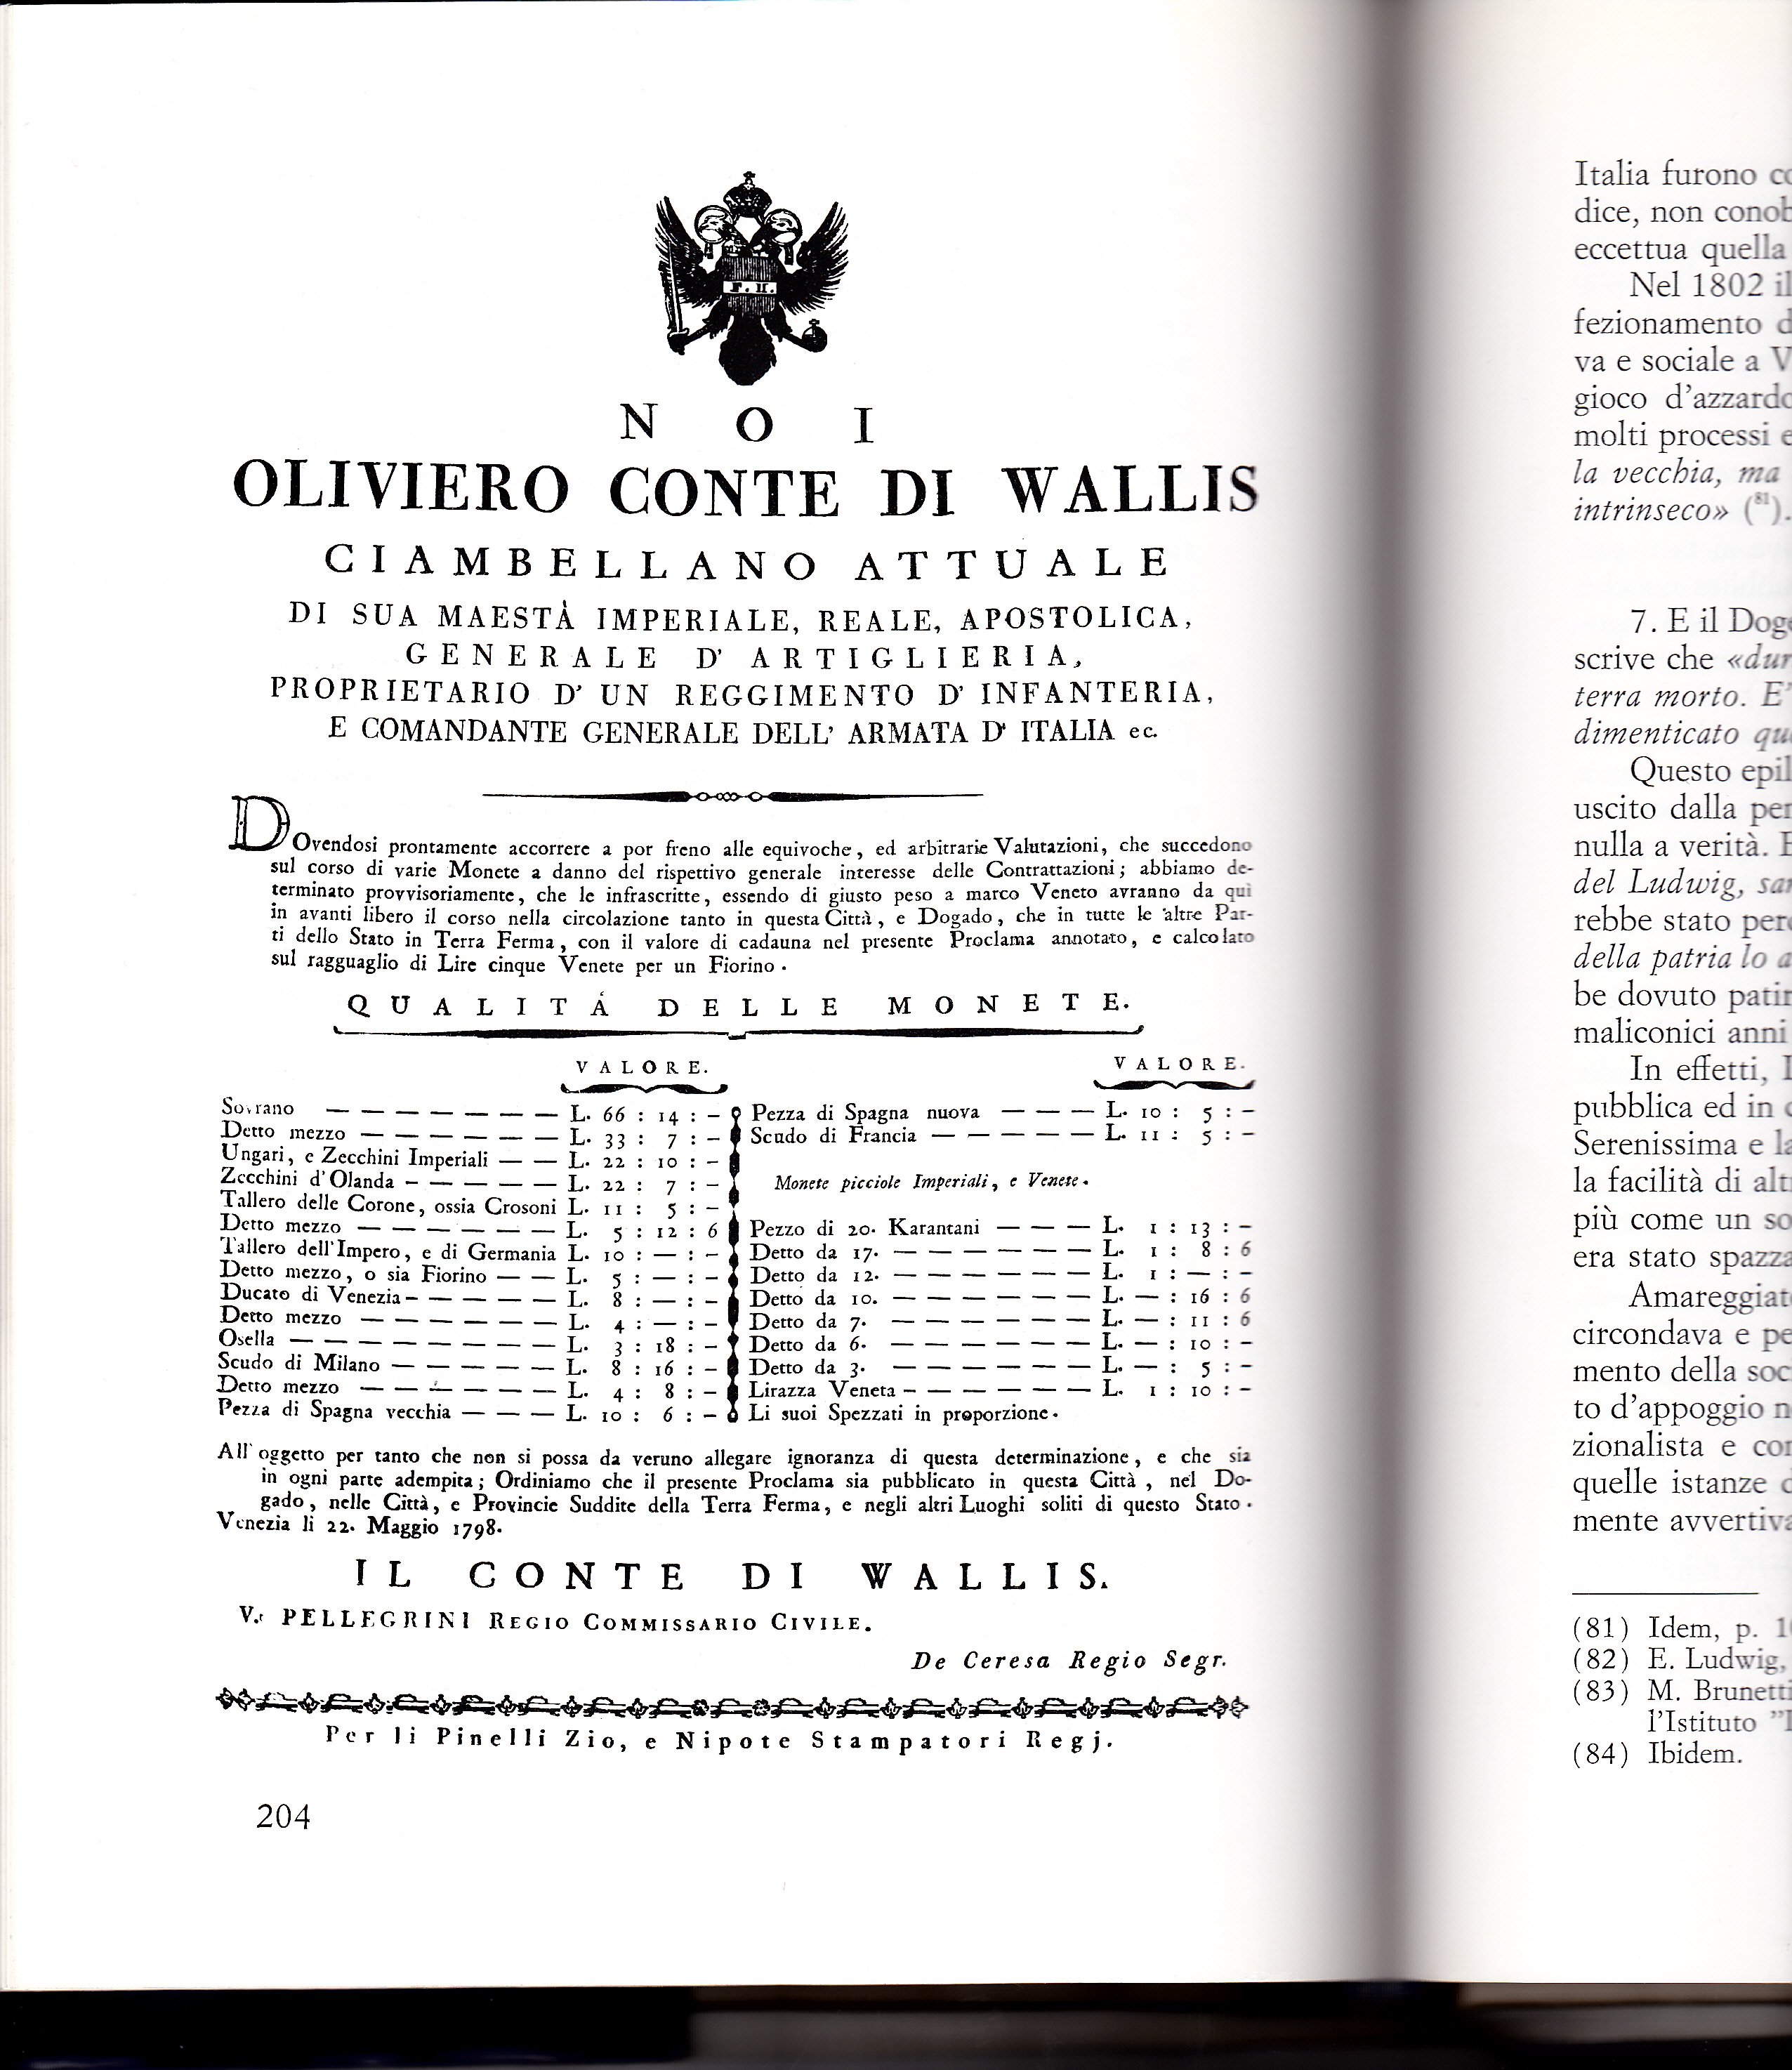 F. II.
N O I
OLIVIERO CONTE DI WALLIS
CIAMBELLANO ATTUALE
DI SUA MAESTÀ IMPERIALE, REALE, APOSTOLICA,
GENERALE D' ARTIGLIERIA,
PROPRIETARIO D' UN REGGIMENTO D' INFANTERIA,
E COMANDANTE GENERALE DELL' ARMATA D' ITALIA ec.
DOvendosi prontamente accorrere a por freno alle equivoche, ed arbitrarie Valutazioni, che succedono
sul corso di varie Monete a danno del rispettivo generale interesse delle Contrattazioni; abbiamo de-
terminato provvisoriamente, che le infrascritte, essendo di giusto peso a marco Veneto avranno da quì
in avanti libero il corso nella circolazione tanto in questa Città, e Dogado, che in tutte le altre Par-
ti dello Stato in Terra Ferma, con il valore di cadauna nel presente Proclama annotato, e calcolato
sul ragguaglio di Lire cinque Venete per un Fiorino.
QUALITÁ DELLE MONETE.
VALORE.
Sovrano — — — — — — — L. 66 : 14 : -
Detto mezzo — — — — — — L. 33 : 7 : -
Ungari, e Zecchini Imperiali — — L. 22 : 10 : -
Zecchini d'Olanda - — — — — L. 22 : 7 : -
Tallero delle Corone, ossia Crosoni L. 11 : 5 : -
Detto mezzo — — — — — — L. 5 : 12 : 6
Tallero dell'Impero, e di Germania L. 10 : — : -
Detto mezzo, o sia Fiorino — — L. 5 : — : -
Ducato di Venezia - — — — — L. 8 : — : -
Detto mezzo — — — — — — L. 4 : — : -
Osella — — — — — — — L. 3 : 18 : -
Scudo di Milano — — — — — L. 8 : 16 : -
Detto mezzo — — — — — — L. 4 : 8 : -
Pezza di Spagna vecchia — — — L. 10 : 6 : -
VALORE.
Pezza di Spagna nuova — — — L. 10 : 5 : -
Scudo di Francia — — — — — L. 11 : 5 : -
Monete picciole Imperiali, e Venete.
Pezzo di 20. Karantani — — — L. 1 : 13 : -
Detto da 17. — — — — — — L. 1 : 8 : 6
Detto da 12. — — — — — — L. 1 : — : -
Detto da 10. — — — — — — L. — : 16 : 6
Detto da 7. — — — — — — L. — : 11 : 6
Detto da 6. — — — — — — L. — : 10 : -
Detto da 3. — — — — — — L. — : 5 : -
Lirazza Veneta - — — — — — L. 1 : 10 : -
Li suoi Spezzati in proporzione.
All'oggetto per tanto che non si possa da veruno allegare ignoranza di questa determinazione, e che sia
in ogni parte adempita; Ordiniamo che il presente Proclama sia pubblicato in questa Città, nel Do-
gado, nelle Città, e Provincie Suddite della Terra Ferma, e negli altri Luoghi soliti di questo Stato.
Venezia li 22. Maggio 1798.
IL CONTE DI WALLIS.
V.r PELLEGRINI REGIO COMMISSARIO CIVILE.
De Ceresa Regio Segr.
Per li Pinelli Zio, e Nipote Stampatori Regj.
204
Italia furono
dice, non
eccettua quella
Nel 1802 il
fezionamento
va e sociale a
gioco d'azzardo
molti processi e
la vecchia, ma
intrinseco» (81).
7. E il Doge
scrive che «dur
terra morto. E'
dimenticato
Questo
uscito dalla
nulla a verità.
del Ludwig,
rebbe stato
della patria lo
be dovuto
maliconici anni
In effetti,
pubblica ed in
Serenissima e la
la facilità di
più come un
era stato
Amareggiato
circondava e
mento della
to d'appoggio
zionalista e
quelle istanze
mente
(81) Idem, p.
(82) E. Ludwig,
(83) M. Brunetti
l'Istituto
(84) Ibidem.